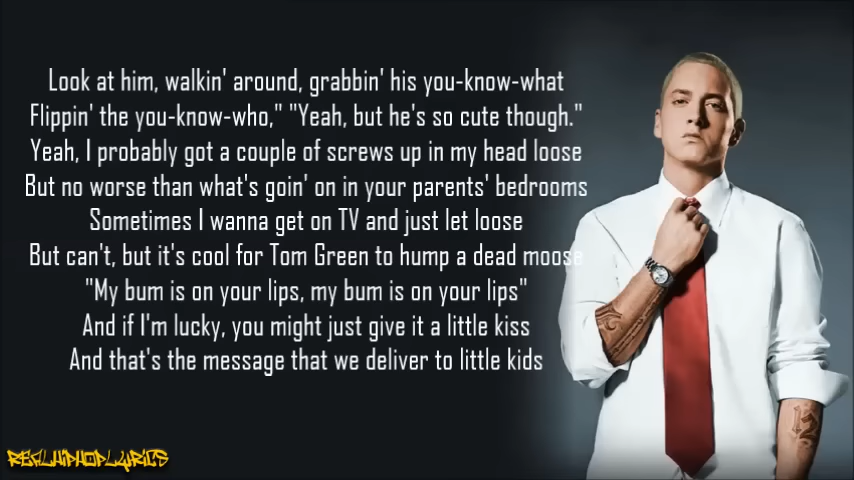 Look at him, walkin' around, grabbin' his you-know-what
Flippin' the you-know-who," "Yeah, but he's so cute though."
Yeah, I probably got a couple of screws up in my head loose
But no worse than what's goin' on in your parents' bedrooms
Sometimes I wanna get on TV and just let loose
But can't, but it's cool for Tom Green to hump a dead moose
"My bum is on your lips, my bum is on your lips"
And if I'm lucky, you might just give it a little kiss
And that's the message that we deliver to little kids
REALHIPHOPLYRICS
12